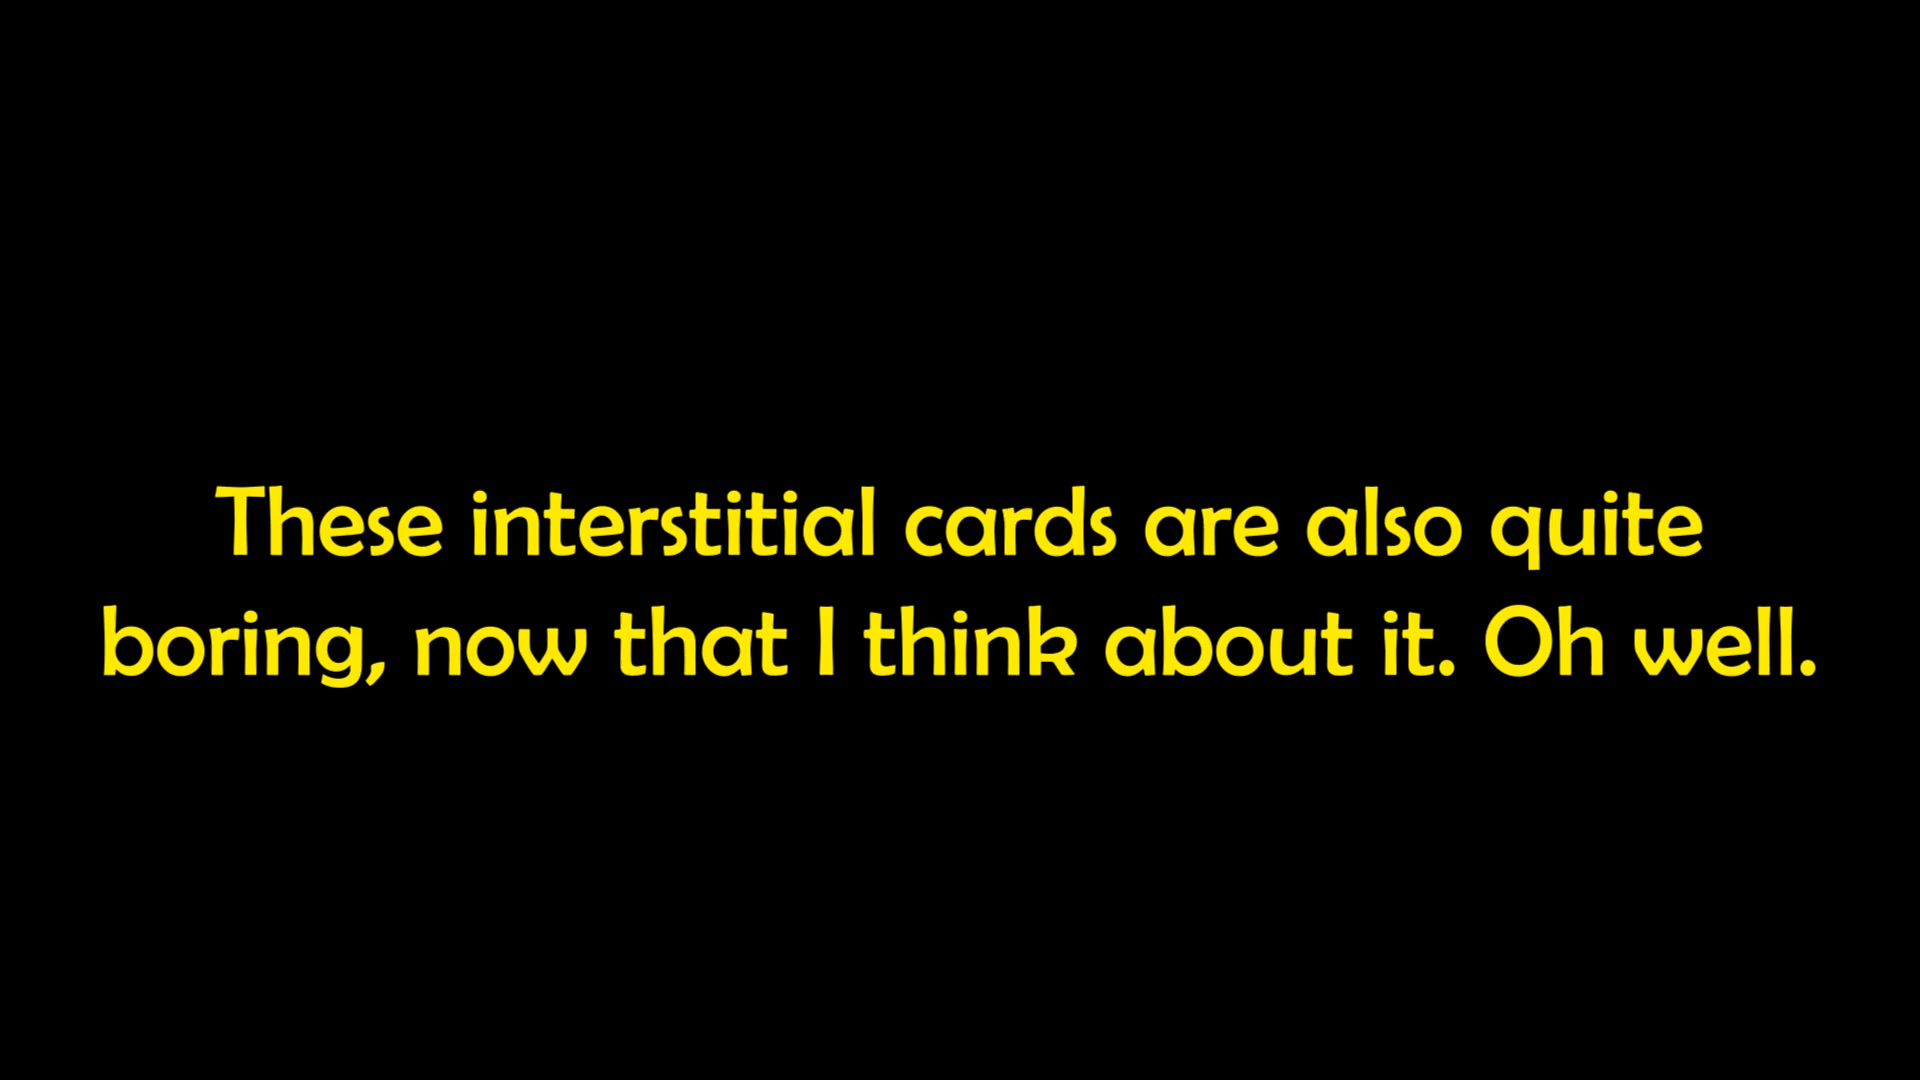 These interstitial cards are also quite
boring, now that I think about it. Oh well.